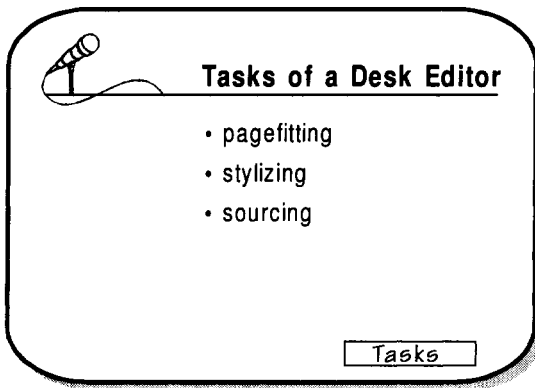 Tasks of a Desk Editor
• pagefitting
• stylizing
• sourcing
Tasks